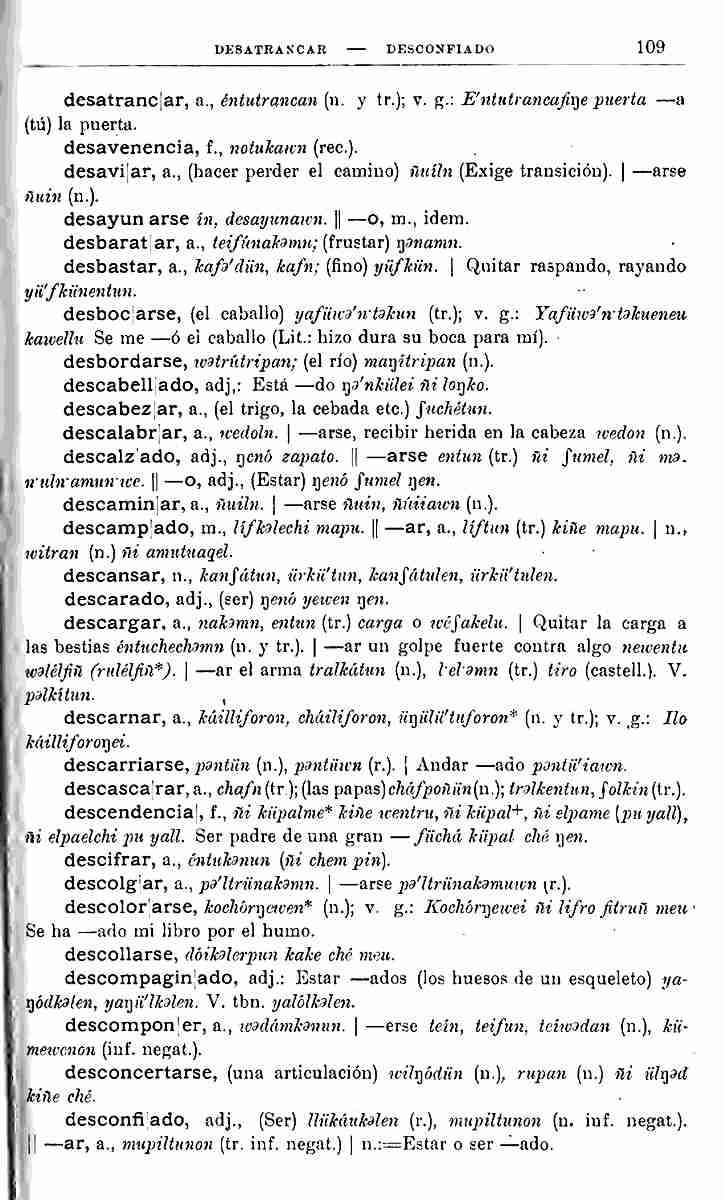 DESATRANCAR — DESCONFIADO 109
desatranc|ar, a., éntutrancan (n. y tr.); v. g.: E'ntutrancafiŋe puerta —a
(tú) la puerta.
desavenencia, f., notukawn (rec.).
desavi|ar, a., (hacer perder el camino) ñuiln (Exige transición). | —arse
ñuin (n.).
desayun arse in, desayunawn. || —o, m., idem.
desbarat|ar, a., teifúnakəmn; (frustrar) ŋənamn.
desbastar, a., kafə'dün, kafn; (fino) yüfkün. | Quitar raspando, rayando
yü'fkünentun.
desboc|arse, (el caballo) yafüwə'n·təkun (tr.); v. g.: Yafüwə'n·təkueneu
kawellu Se me —ó el caballo (Lit.: hizo dura su boca para mí).
desbordarse, wətrútripan; (el río) maŋítripan (n.).
descabell|ado, adj,: Está —do ŋə'nkülei ñi loŋko.
descabez|ar, a., (el trigo, la cebada etc.) ʃuchétun.
descalabr|ar, a., wedoln. | —arse, recibir herida en la cabeza wedon (n.).
descalz|ado, adj., ŋenó zapato. || —arse entun (tr.) ñi ʃumel, ñi mə-
n·uln·amun·we. || —o, adj., (Estar) ŋenó ʃumel ŋen.
descamin|ar, a., ñuiln. | —arse ñuin, ñúiiawn (n.).
descamp|ado, m., lífkəlechi mapu. || —ar, a., líftun (tr.) kiñe mapu. | n.,
witran (n.) ñi amutuaqel.
descansar, n., kanʃátun, ürkü'tun, kanʃátulen, ürkü'tulen.
descarado, adj., (ser) ŋenó yewen ŋen.
descargar, a., nakəmn, entun (tr.) carga o wéʃakelu. | Quitar la carga a
las bestias éntuchechəmn (n. y tr.). | —ar un golpe fuerte contra algo newentu
wəlélfiñ (rulélfiñ*). | —ar el arma tralkátun (n.), l·el·əmn (tr.) tiro (castell.). V.
pəlkítun.
descarnar, a., káilliforon, cháiliforon, üŋülü'tuforon* (n. y tr.); v. g.: Ilo
káilliforoŋei.
descarriarse, pəntün (n.), pəntüwn (r.). | Andar —ado pəntü'iawn.
descasca|rar, a., chafn (tr.); (las papas) cháfpoñün (n.); trəlkentun, ʃolkin (tr.).
descendencia|, f., ñi küpalme* kiñe wentru, ñi küpal+, ñi elpame (pu yall),
ñi elpaelchi pu yall. Ser padre de una gran — füchá küpal ché ŋen.
descifrar, a., éntukənun (ñi chem pin).
descolg|ar, a., pə'ltrünakəmn. | —arse pə'ltrünakəmuwn (r.).
descolor|arse, kochórŋewen* (n.); v. g.: Kochórŋewei ñi lifro fitruñ meu
Se ha —ado mi libro por el humo.
descollarse, dóikəlerpun kake ché meu.
descompagin|ado, adj.: Estar —ados (los huesos de un esqueleto) ya-
ŋódkəlen, yaŋü'lkəlen. V. tbn. yalólkəlen.
descompon|er, a., wədámkənun. | —erse tein, teifun, teiwədan (n.), kü-
mewenon (inf. negat.).
desconcertarse, (una articulación) wilŋódün (n.), rupan (n.) ñi ülŋəd
kiñe ché.
desconfi|ado, adj., (Ser) llükáukəlen (r.), mupiltunon (n. inf. negat.).
|| —ar, a., mupiltunon (tr. inf. negat.) | n.:=Estar o ser —ado.